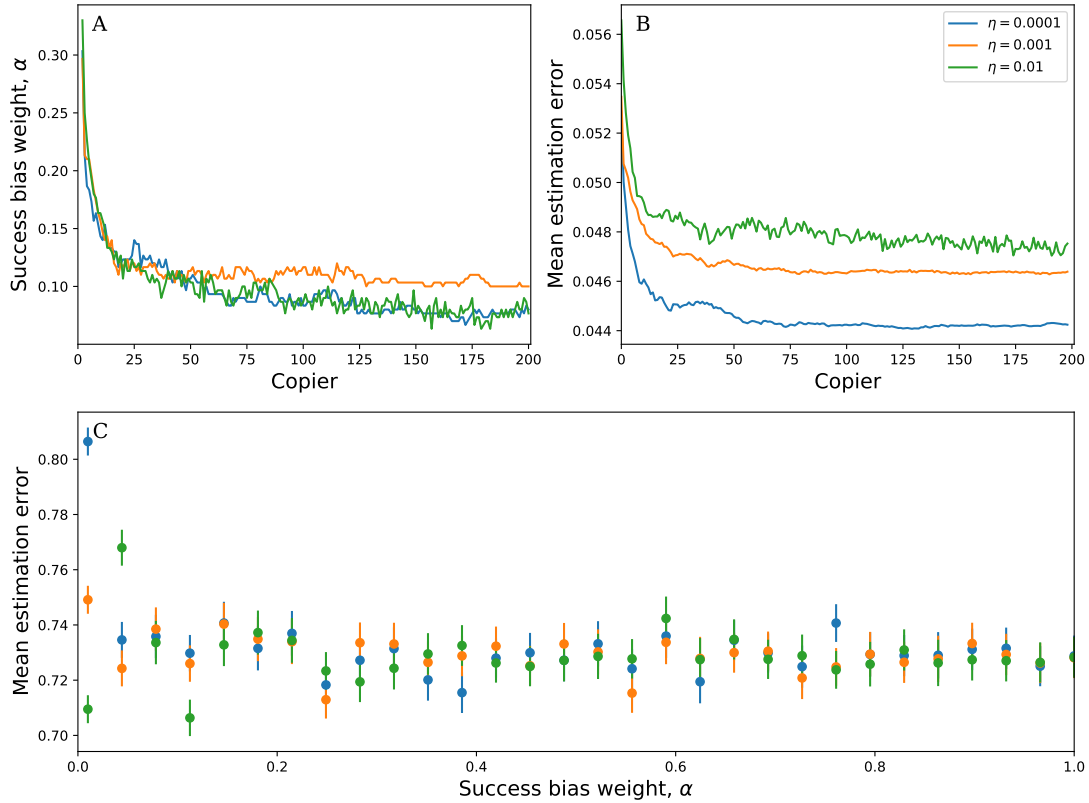 A
0.30
0.25
0.20
0.15
0.10
Success bias weight, α
0 25 50 75 100 125 150 175 200
Copier
B
0.056
0.054
0.052
0.050
0.048
0.046
0.044
Mean estimation error
η = 0.0001
η = 0.001
η = 0.01
0 25 50 75 100 125 150 175 200
Copier
C
0.80
0.78
0.76
0.74
0.72
0.70
Mean estimation error
0.0 0.2 0.4 0.6 0.8 1.0
Success bias weight, α